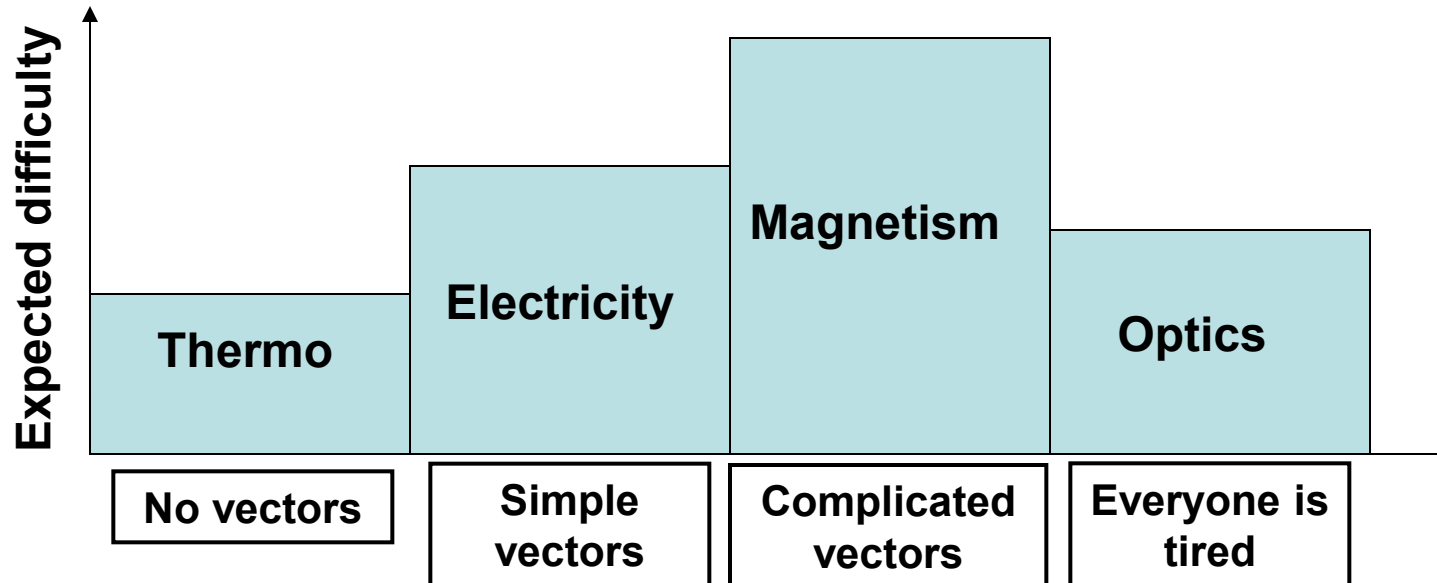 Expected difficulty
Thermo
Electricity
Magnetism
Optics
No vectors
Simple
vectors
Complicated
vectors
Everyone is
tired